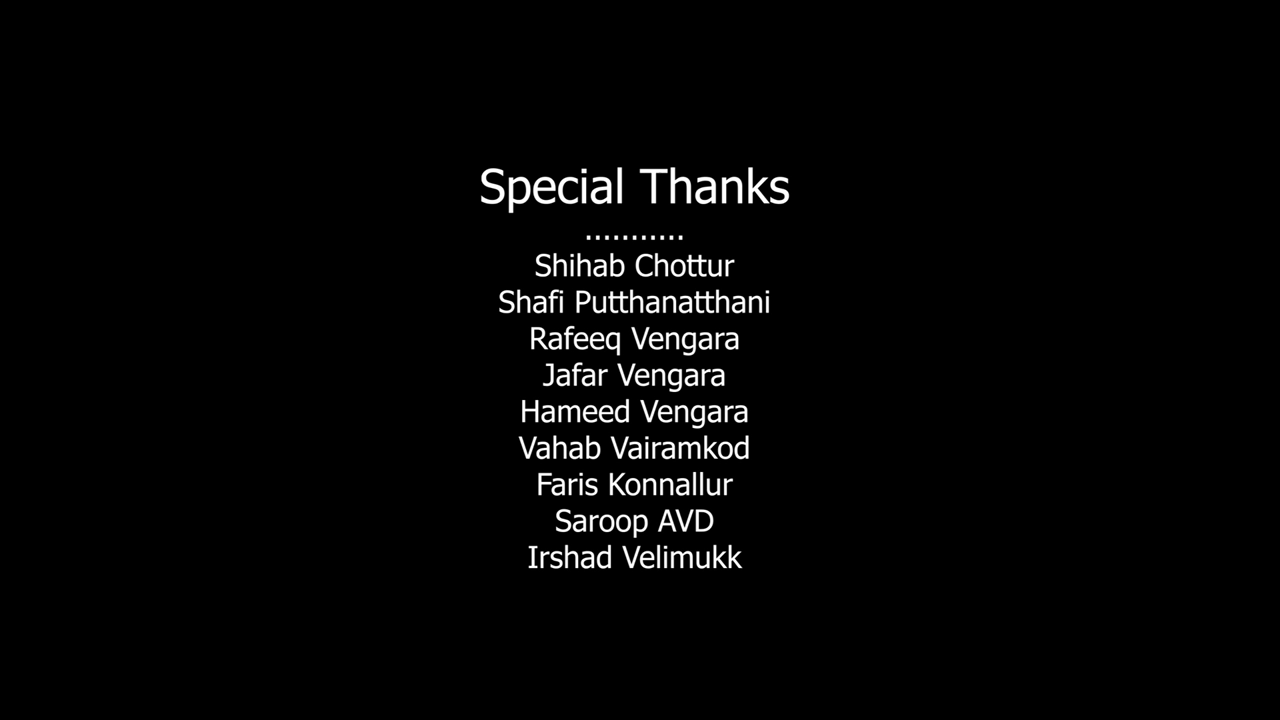 Special Thanks
...........
Shihab Chottur
Shafi Putthanatthani
Rafeeq Vengara
Jafar Vengara
Hameed Vengara
Vahab Vairamkod
Faris Konnallur
Saroop AVD
Irshad Velimukk